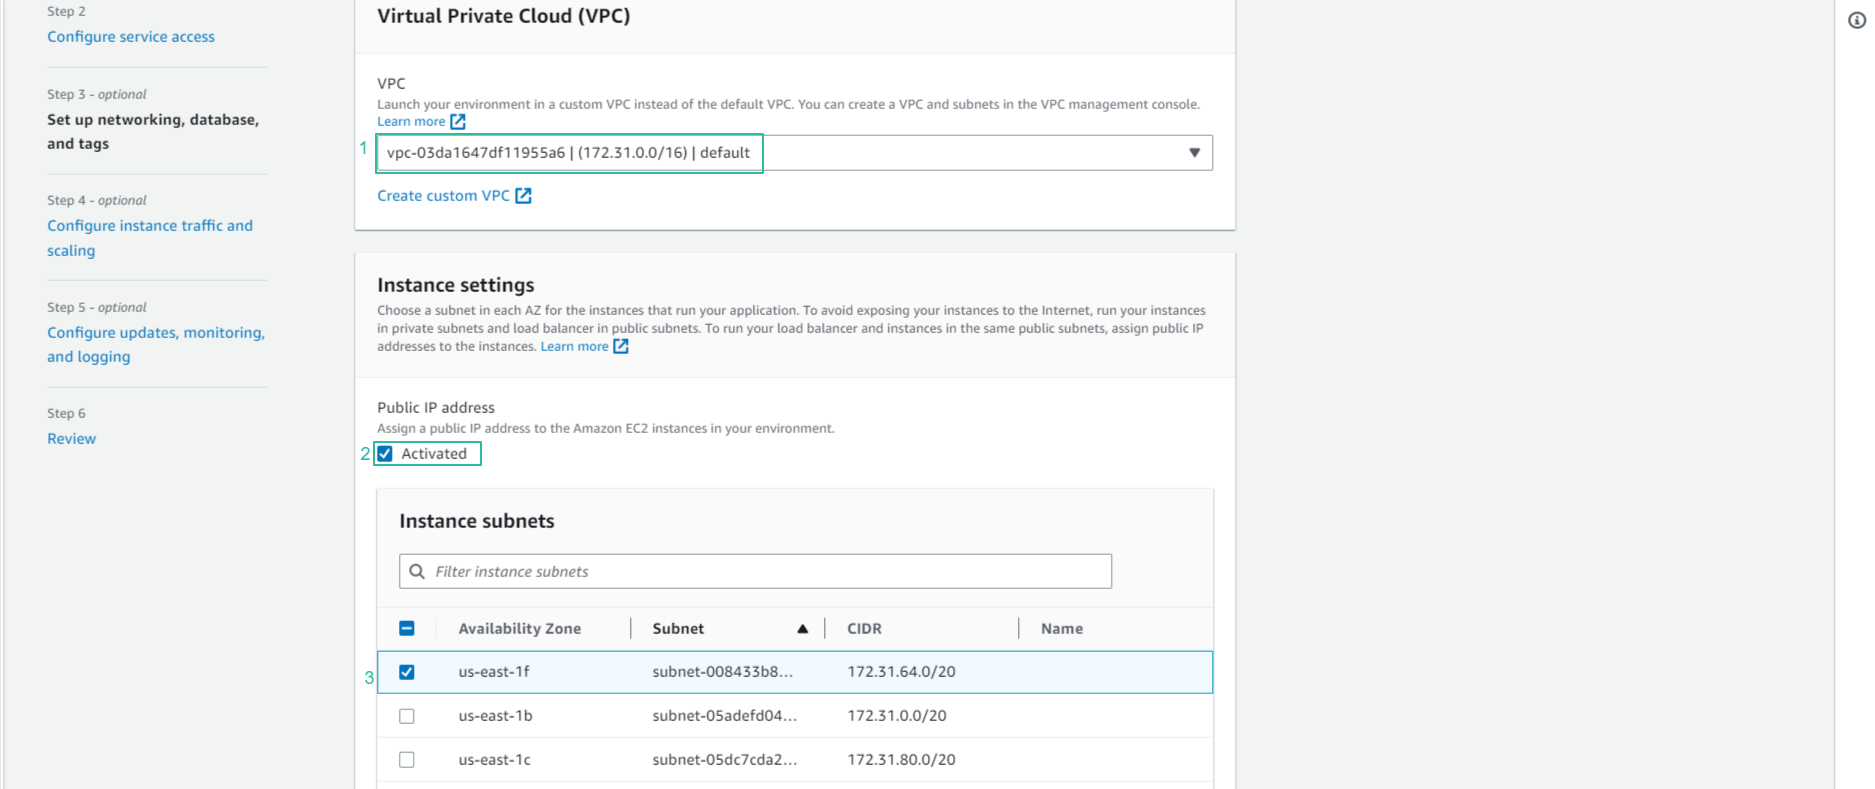 Step 2
Configure service access
Step 3 - optional
Set up networking, database,
and tags
Step 4 - optional
Configure instance traffic and
scaling
Step 5 - optional
Configure updates, monitoring,
and logging
Step 6
Review
Virtual Private Cloud (VPC)
VPC
Launch your environment in a custom VPC instead of the default VPC. You can create a VPC and subnets in the VPC management console.
Learn more
1 vpc-03da1647df11955a6 | (172.31.0.0/16) | default
Create custom VPC
Instance settings
Choose a subnet in each AZ for the instances that run your application. To avoid exposing your instances to the Internet, run your instances
in private subnets and load balancer in public subnets. To run your load balancer and instances in the same public subnets, assign public IP
addresses to the instances. Learn more
Public IP address
Assign a public IP address to the Amazon EC2 instances in your environment.
2 Activated
Instance subnets
Filter instance subnets
Availability Zone Subnet CIDR Name
3 us-east-1f subnet-008433b8... 172.31.64.0/20
us-east-1b subnet-05adefd04... 172.31.0.0/20
us-east-1c subnet-05dc7cda2... 172.31.80.0/20